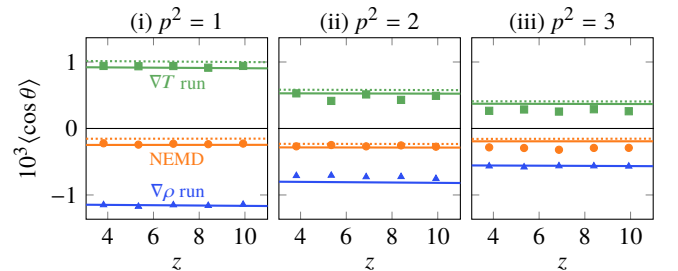 (i) p² = 1 (ii) p² = 2 (iii) p² = 3
10³⟨cos θ⟩
1
0
−1
∇T run
NEMD
∇ρ run
4 6 8 10 4 6 8 10 4 6 8 10
z z z